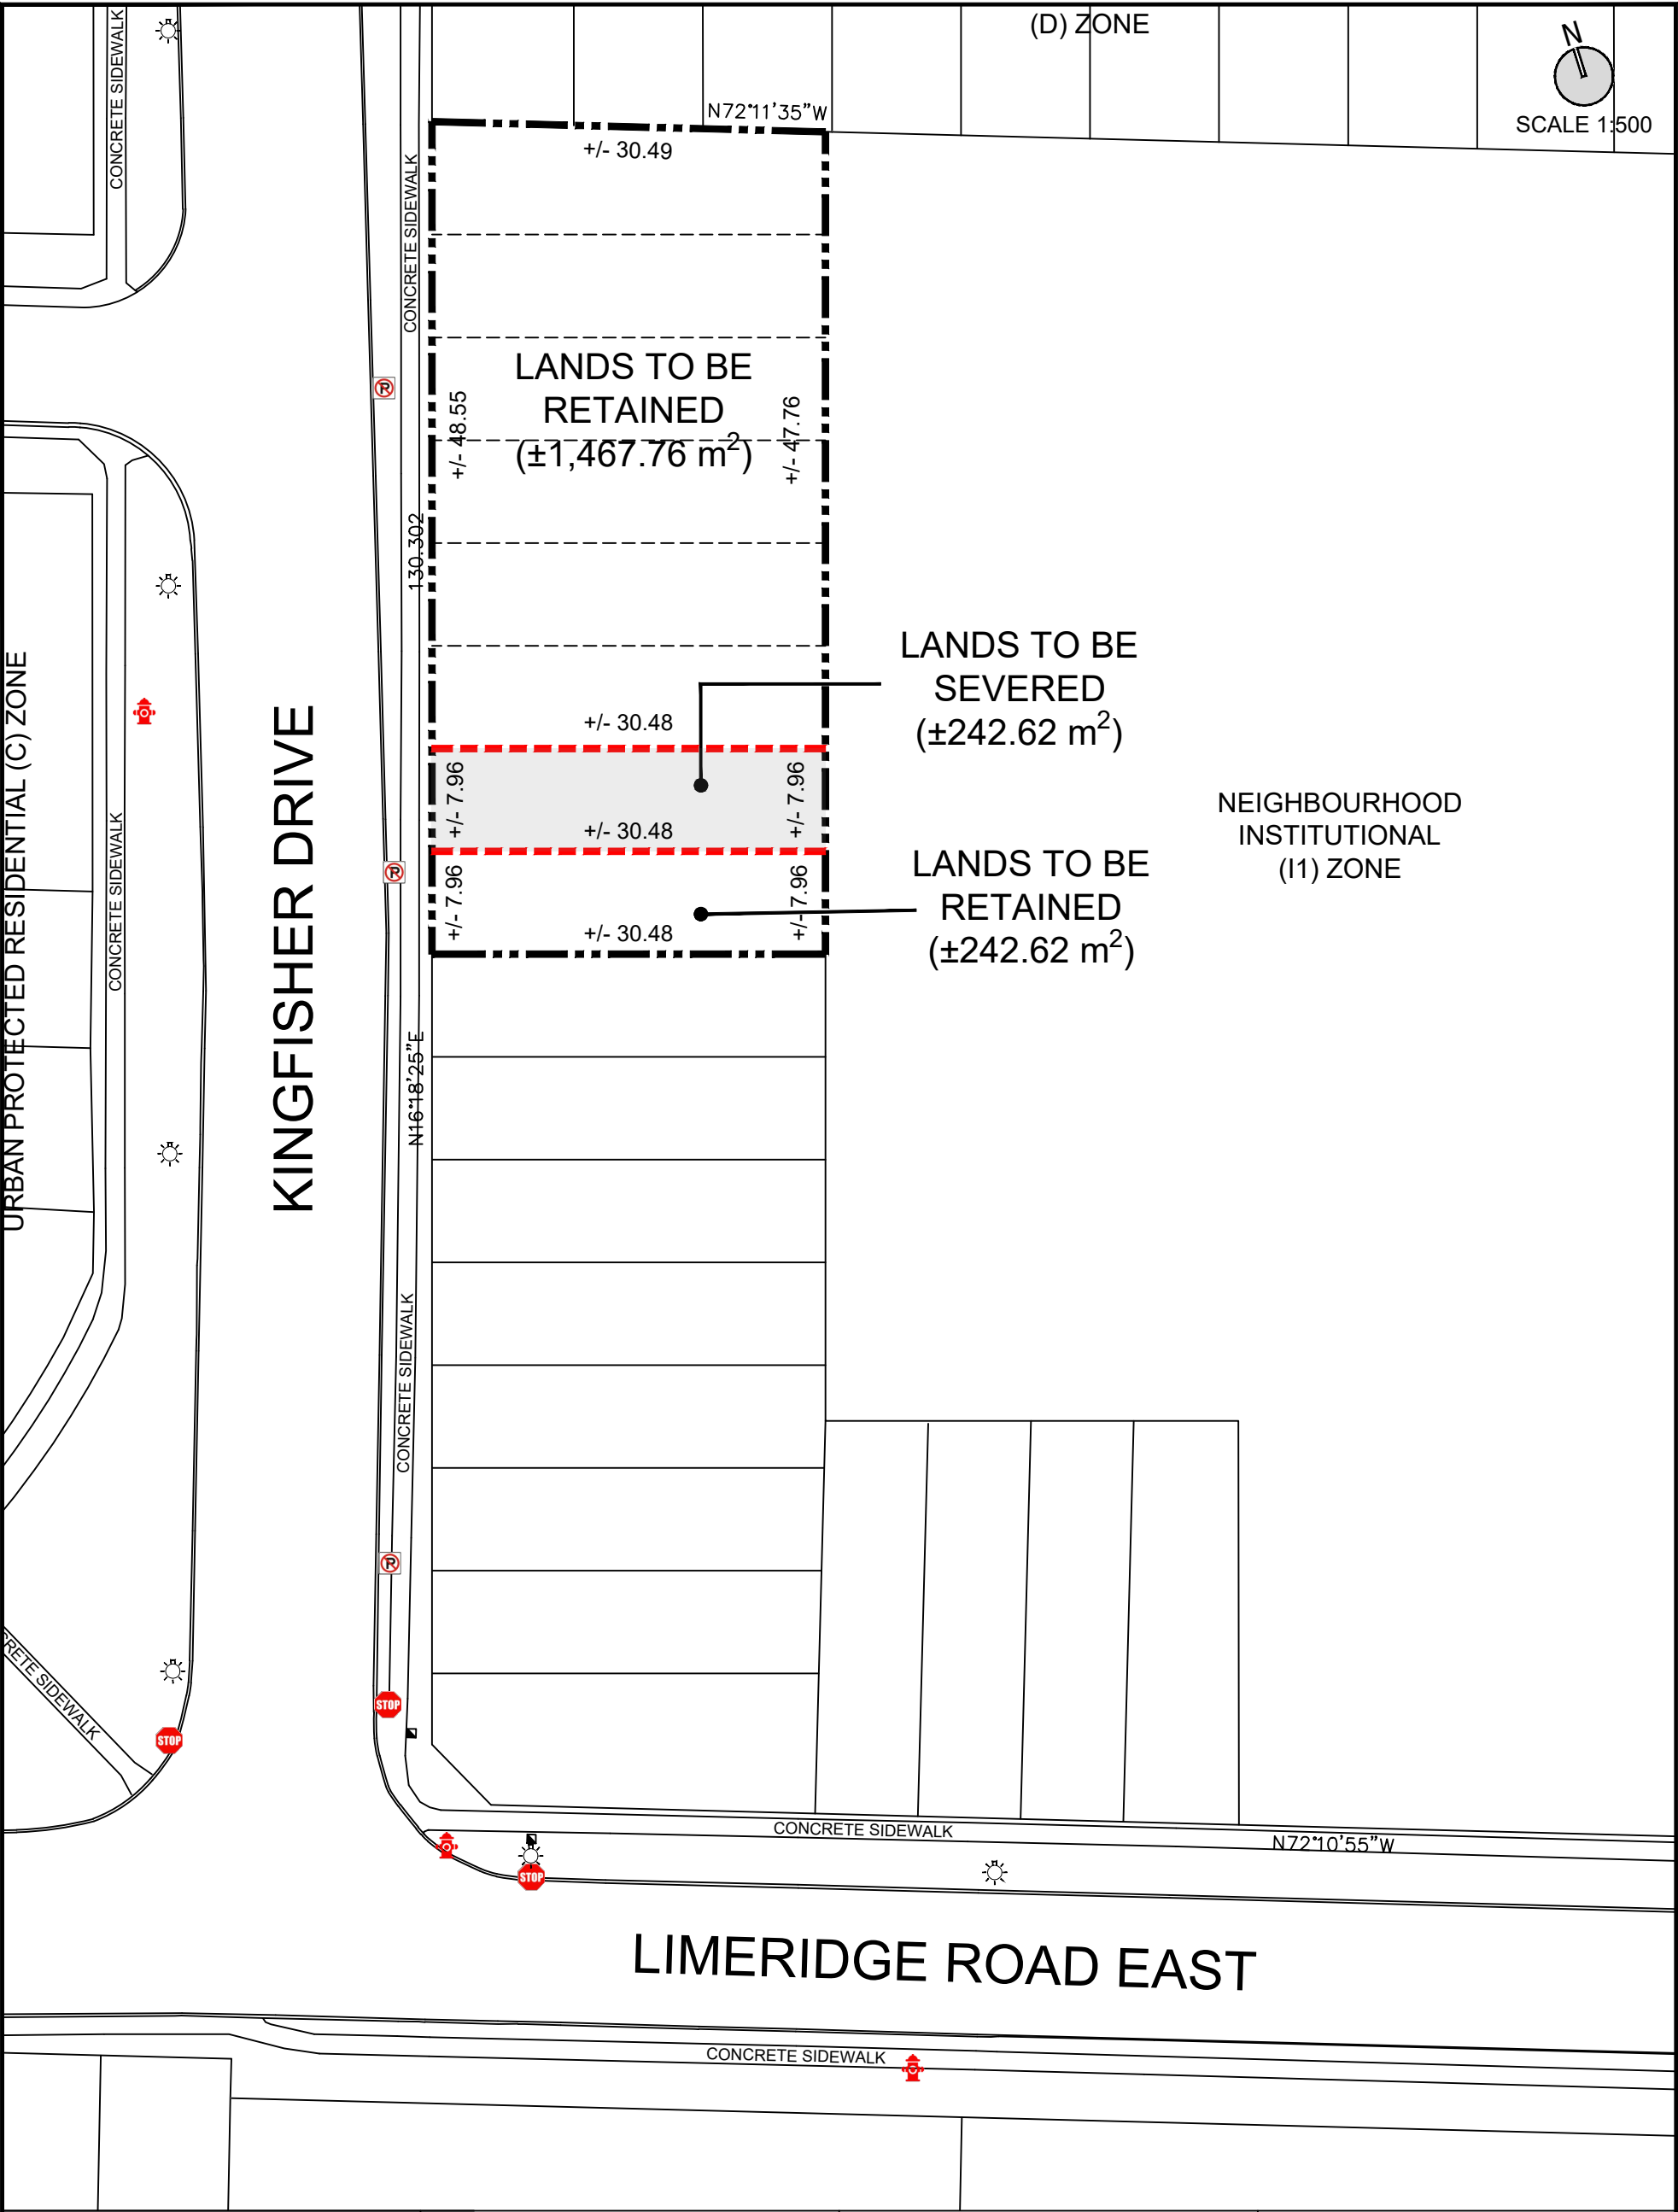 (D) ZONE
N
SCALE 1:500
CONCRETE SIDEWALK
CONCRETE SIDEWALK
N72°11'35"W
+/- 30.49
LANDS TO BE
RETAINED
(±1,467.76 m²)
+/- 48.55
+/- 47.76
130.302
LANDS TO BE
SEVERED
(±242.62 m²)
+/- 30.48
+/- 7.96
+/- 7.96
+/- 30.48
NEIGHBOURHOOD
INSTITUTIONAL
(I1) ZONE
LANDS TO BE
RETAINED
(±242.62 m²)
+/- 7.96
+/- 7.96
+/- 30.48
URBAN PROTECTED RESIDENTIAL (C) ZONE
CONCRETE SIDEWALK
KINGFISHER DRIVE
N16°18'25"E
CONCRETE SIDEWALK
P
P
P
CRETE SIDEWALK
STOP
STOP
STOP
CONCRETE SIDEWALK
N72°10'55"W
LIMERIDGE ROAD EAST
CONCRETE SIDEWALK